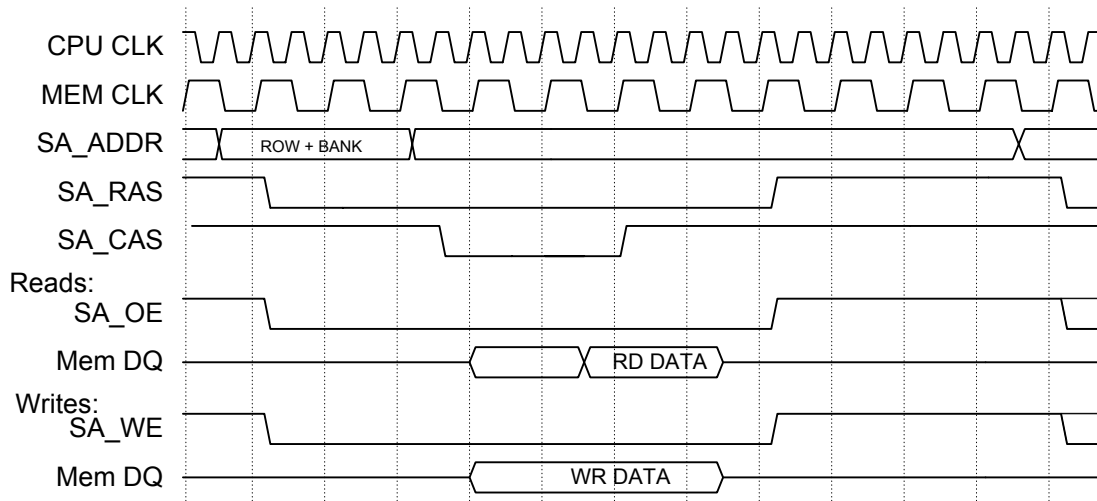 CPU CLK
MEM CLK
SA_ADDR
ROW + BANK
SA_RAS
SA_CAS
Reads:
SA_OE
Mem DQ
RD DATA
Writes:
SA_WE
Mem DQ
WR DATA